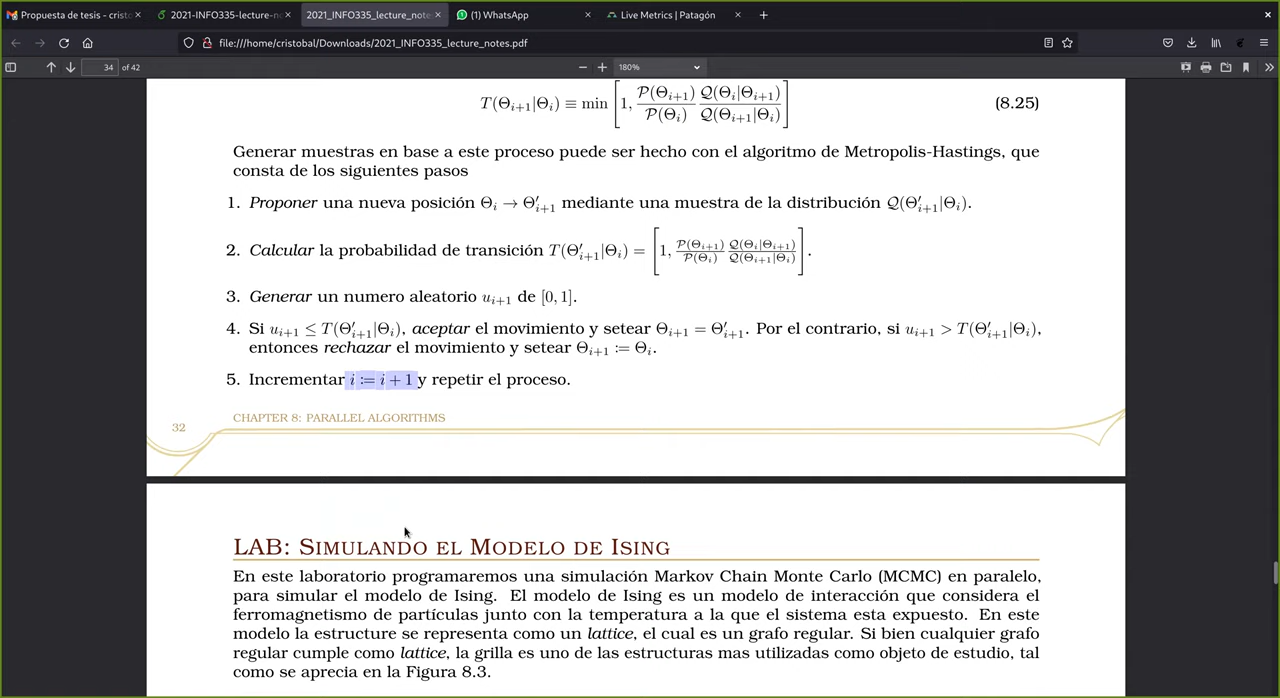 Propuesta de tesis - crist
2021-INFO335-lecture-n
2021_INFO335_lecture_note
(1) WhatsApp
Live Metrics | Patagón
file:///home/cristobal/Downloads/2021_INFO335_lecture_notes.pdf
34 of 42
180%
T(Θ_{i+1}|Θ_i) ≡ min [1, P(Θ_{i+1})/P(Θ_i) Q(Θ_i|Θ_{i+1})/Q(Θ_{i+1}|Θ_i)] (8.25)
Generar muestras en base a este proceso puede ser hecho con el algoritmo de Metropolis-Hastings, que
consta de los siguientes pasos
1. Proponer una nueva posición Θ_i → Θ′_{i+1} mediante una muestra de la distribución Q(Θ′_{i+1}|Θ_i).
2. Calcular la probabilidad de transición T(Θ′_{i+1}|Θ_i) = [1, P(Θ_{i+1})/P(Θ_i) Q(Θ_i|Θ_{i+1})/Q(Θ_{i+1}|Θ_i)].
3. Generar un numero aleatorio u_{i+1} de [0, 1].
4. Si u_{i+1} ≤ T(Θ′_{i+1}|Θ_i), aceptar el movimiento y setear Θ_{i+1} = Θ′_{i+1}. Por el contrario, si u_{i+1} > T(Θ′_{i+1}|Θ_i),
entonces rechazar el movimiento y setear Θ_{i+1} := Θ_i.
5. Incrementar i := i + 1 y repetir el proceso.
CHAPTER 8: PARALLEL ALGORITHMS
32
LAB: SIMULANDO EL MODELO DE ISING
En este laboratorio programaremos una simulación Markov Chain Monte Carlo (MCMC) en paralelo,
para simular el modelo de Ising. El modelo de Ising es un modelo de interacción que considera el
ferromagnetismo de partículas junto con la temperatura a la que el sistema esta expuesto. En este
modelo la estructure se representa como un lattice, el cual es un grafo regular. Si bien cualquier grafo
regular cumple como lattice, la grilla es uno de las estructuras mas utilizadas como objeto de estudio, tal
como se aprecia en la Figura 8.3.